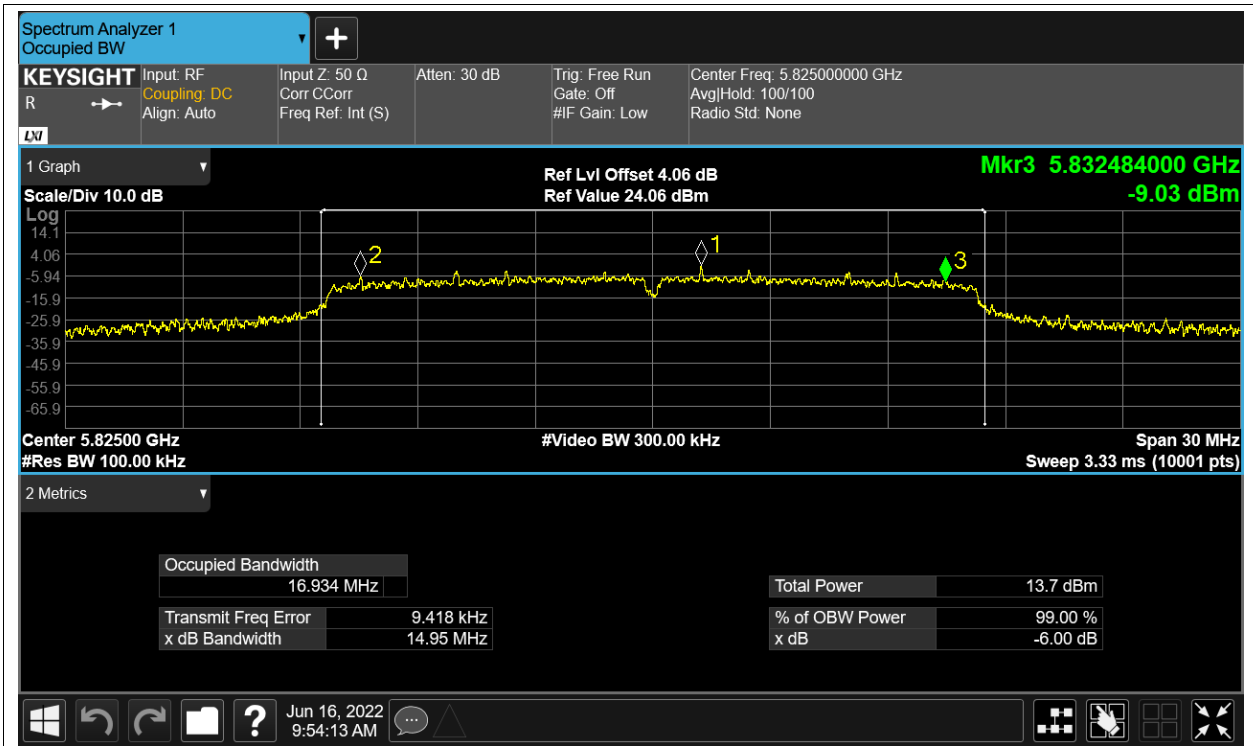 Spectrum Analyzer 1
Occupied BW
KEYSIGHT
R
LXI
Input: RF
Coupling: DC
Align: Auto
Input Z: 50 Ω
Corr CCorr
Freq Ref: Int (S)
Atten: 30 dB
Trig: Free Run
Gate: Off
#IF Gain: Low
Center Freq: 5.825000000 GHz
Avg|Hold: 100/100
Radio Std: None
1 Graph
Scale/Div 10.0 dB
Log
Ref Lvl Offset 4.06 dB
Ref Value 24.06 dBm
Mkr3 5.832484000 GHz
-9.03 dBm
14.1
4.06
-5.94
-15.9
-25.9
-35.9
-45.9
-55.9
-65.9
2
1
3
Center 5.82500 GHz
#Res BW 100.00 kHz
#Video BW 300.00 kHz
Span 30 MHz
Sweep 3.33 ms (10001 pts)
2 Metrics
Occupied Bandwidth
16.934 MHz
Transmit Freq Error 9.418 kHz
x dB Bandwidth 14.95 MHz
Total Power 13.7 dBm
% of OBW Power 99.00 %
x dB -6.00 dB
?
Jun 16, 2022
9:54:13 AM